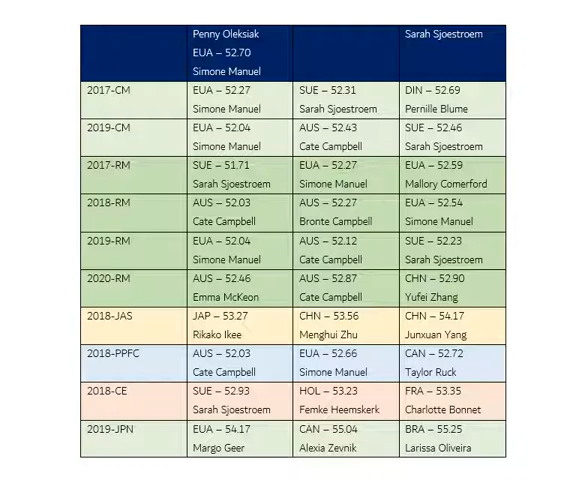 Penny Oleksiak
EUA – 52.70
Simone Manuel
Sarah Sjoestroem
2017-CM
EUA – 52.27
Simone Manuel
SUE – 52.31
Sarah Sjoestroem
DIN – 52.69
Pernille Blume
2019-CM
EUA – 52.04
Simone Manuel
AUS – 52.43
Cate Campbell
SUE – 52.46
Sarah Sjoestroem
2017-RM
SUE – 51.71
Sarah Sjoestroem
EUA – 52.27
Simone Manuel
EUA – 52.59
Mallory Comerford
2018-RM
AUS – 52.03
Cate Campbell
AUS – 52.27
Bronte Campbell
EUA – 52.54
Simone Manuel
2019-RM
EUA – 52.04
Simone Manuel
AUS – 52.12
Cate Campbell
SUE – 52.23
Sarah Sjoestroem
2020-RM
AUS – 52.46
Emma McKeon
AUS – 52.87
Cate Campbell
CHN – 52.90
Yufei Zhang
2018-JAS
JAP – 53.27
Rikako Ikee
CHN – 53.56
Menghui Zhu
CHN – 54.17
Junxuan Yang
2018-PPFC
AUS – 52.03
Cate Campbell
EUA – 52.66
Simone Manuel
CAN – 52.72
Taylor Ruck
2018-CE
SUE – 52.93
Sarah Sjoestroem
HOL – 53.23
Femke Heemskerk
FRA – 53.35
Charlotte Bonnet
2019-JPN
EUA – 54.17
Margo Geer
CAN – 55.04
Alexia Zevnik
BRA – 55.25
Larissa Oliveira